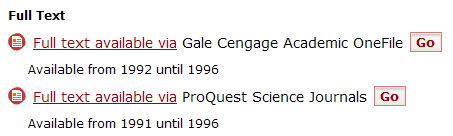 Full Text
Full text available via Gale Cengage Academic OneFile Go
Available from 1992 until 1996
Full text available via ProQuest Science Journals Go
Available from 1991 until 1996